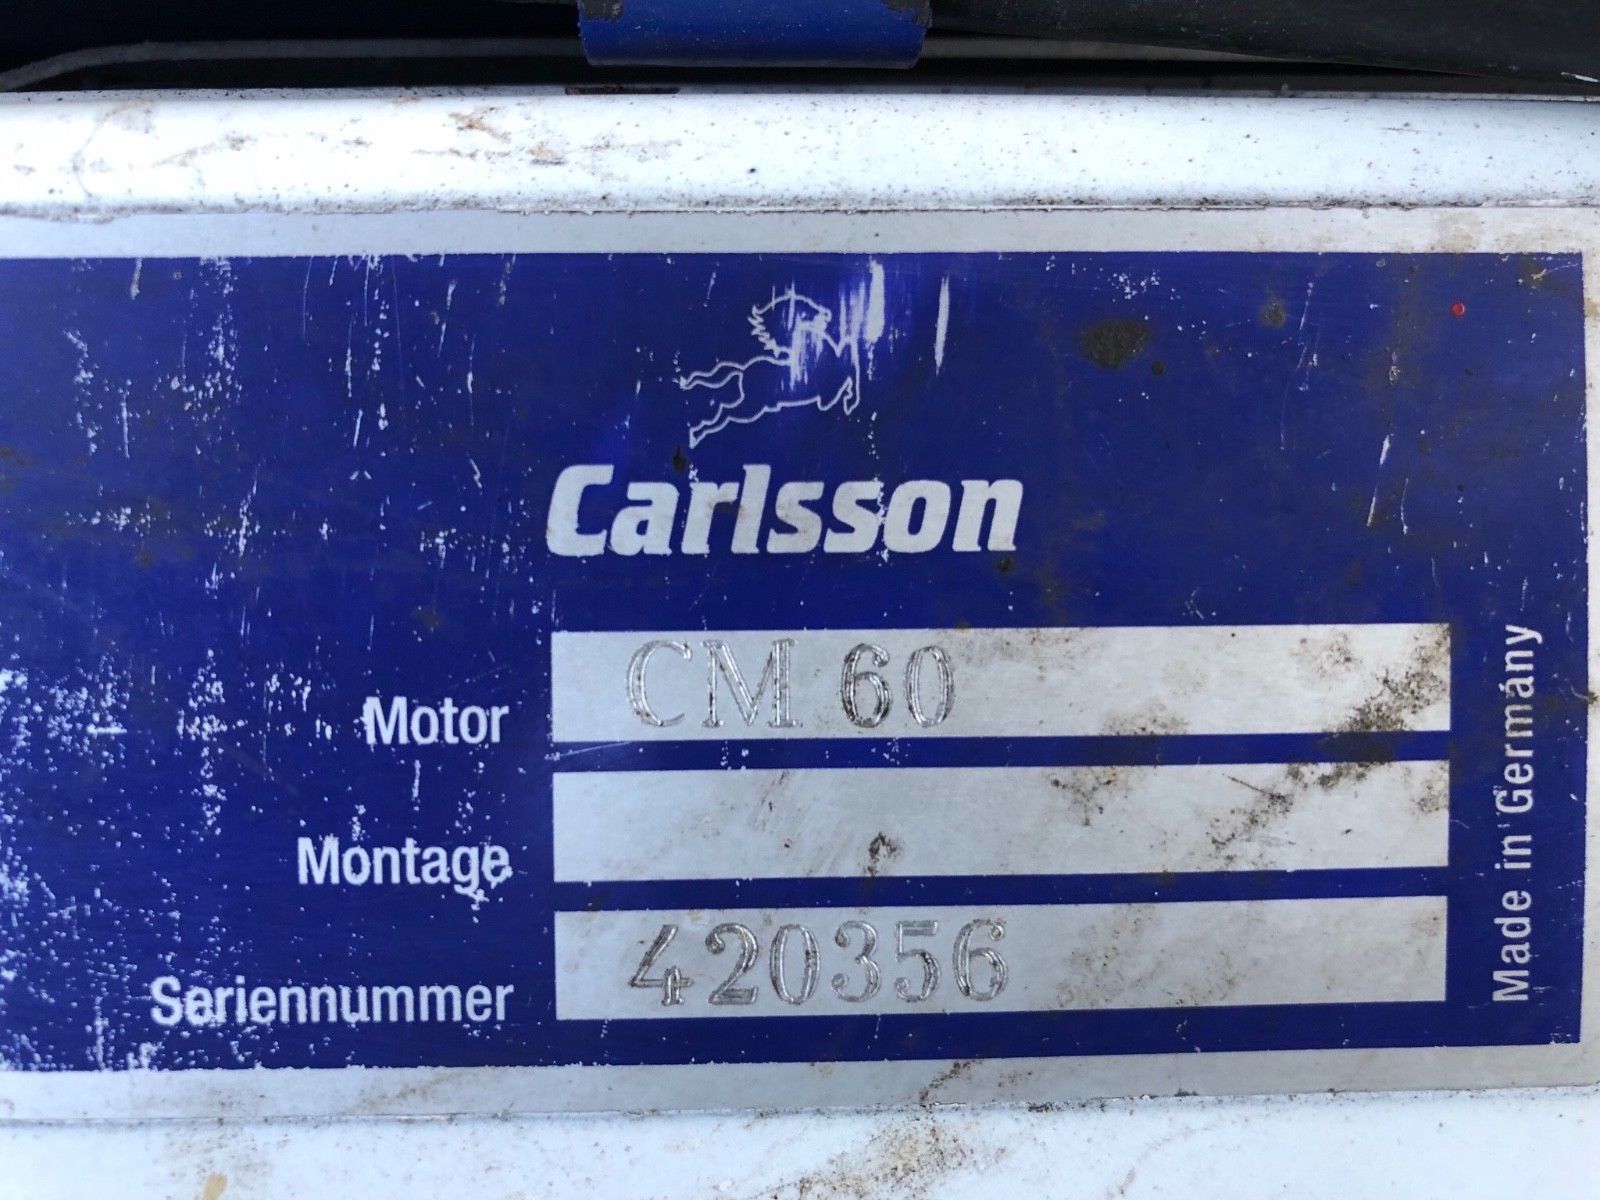 Carlsson
Motor CM 60
Montage
Seriennummer 420356
Made in Germany